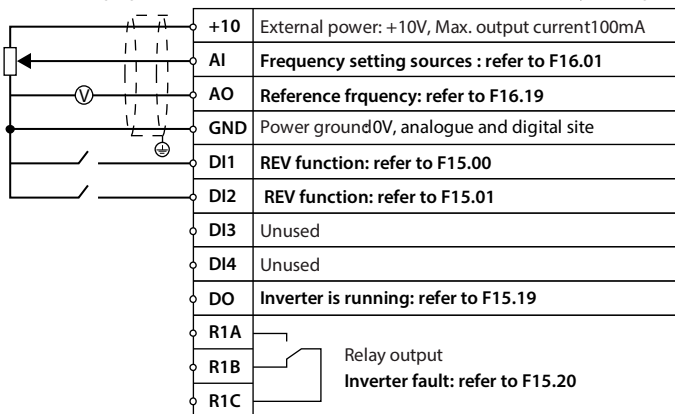 +10 External power: +10V, Max. output current100mA
AI Frequency setting sources : refer to F16.01
V AO Reference frquency: refer to F16.19
GND Power ground0V, analogue and digital site
DI1 REV function: refer to F15.00
DI2 REV function: refer to F15.01
DI3 Unused
DI4 Unused
DO Inverter is running: refer to F15.19
R1A
Relay output
R1B
Inverter fault: refer to F15.20
R1C